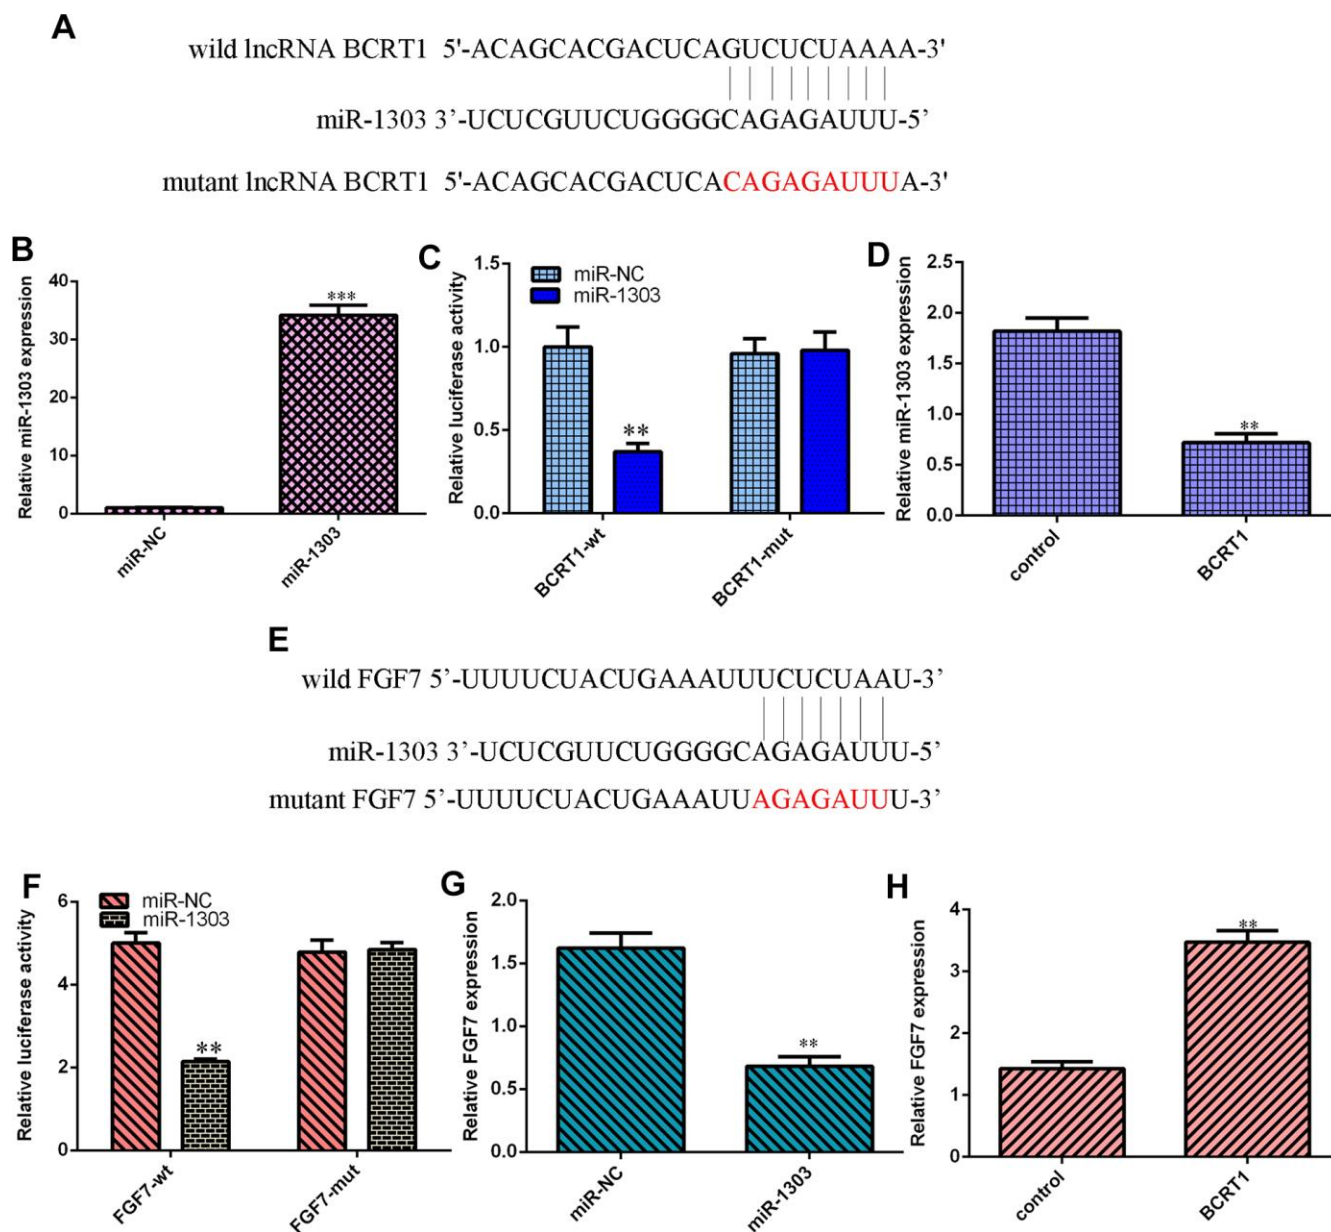 A
wild lncRNA BCRT1 5'-ACAGCACGACUCAGUCUCUAAAA-3'
miR-1303 3’-UCUCGUUCUGGGGCAGAGAUUU-5’
mutant lncRNA BCRT1 5'-ACAGCACGACUCACAGAGAUUUA-3'
B
Relative miR-1303 expression
40
30
20
10
0
***
miR-NC
miR-1303
C
Relative luciferase activity
1.5
1.0
0.5
0.0
miR-NC
miR-1303
**
BCRT1-wt
BCRT1-mut
D
Relative miR-1303 expression
2.5
2.0
1.5
1.0
0.5
0.0
**
control
BCRT1
E
wild FGF7 5’-UUUUCUACUGAAAUUUCUCUAAU-3’
miR-1303 3’-UCUCGUUCUGGGGCAGAGAUUU-5’
mutant FGF7 5’-UUUUCUACUGAAAUUAGAGAUUU-3’
F
Relative luciferase activity
6
4
2
0
miR-NC
miR-1303
**
FGF7-wt
FGF7-mut
G
Relative FGF7 expression
2.0
1.5
1.0
0.5
0.0
**
miR-NC
miR-1303
H
Relative FGF7 expression
4
3
2
1
0
**
control
BCRT1